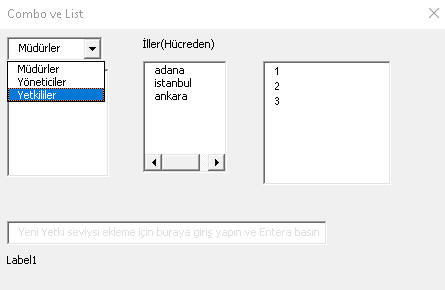 Combo ve List
Müdürler
İller(Hücreden)
Müdürler
Yöneticiler
Yetkililer
adana
istanbul
ankara
1
2
3
Yeni Yetki seviysi ekleme için buraya giriş yapın ve Entera basın
Label1